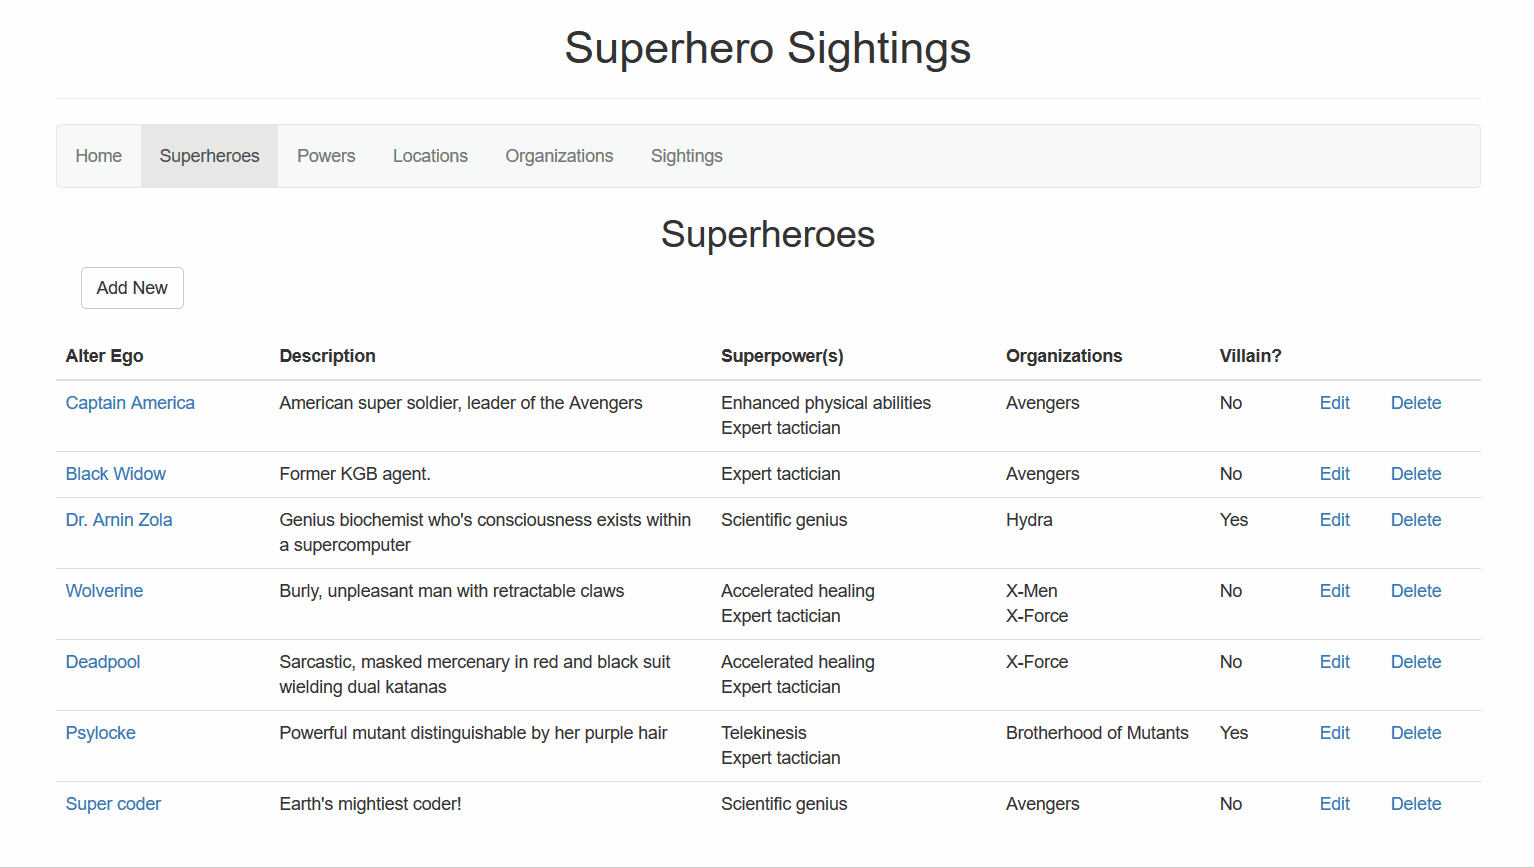 Superhero Sightings
Home Superheroes Powers Locations Organizations Sightings
Superheroes
Add New
Alter Ego Description Superpower(s) Organizations Villain?
Captain America American super soldier, leader of the Avengers Enhanced physical abilities Avengers No Edit Delete
Expert tactician
Black Widow Former KGB agent. Expert tactician Avengers No Edit Delete
Dr. Arnin Zola Genius biochemist who's consciousness exists within Scientific genius Hydra Yes Edit Delete
a supercomputer
Wolverine Burly, unpleasant man with retractable claws Accelerated healing X-Men No Edit Delete
Expert tactician X-Force
Deadpool Sarcastic, masked mercenary in red and black suit Accelerated healing X-Force No Edit Delete
wielding dual katanas Expert tactician
Psylocke Powerful mutant distinguishable by her purple hair Telekinesis Brotherhood of Mutants Yes Edit Delete
Expert tactician
Super coder Earth's mightiest coder! Scientific genius Avengers No Edit Delete